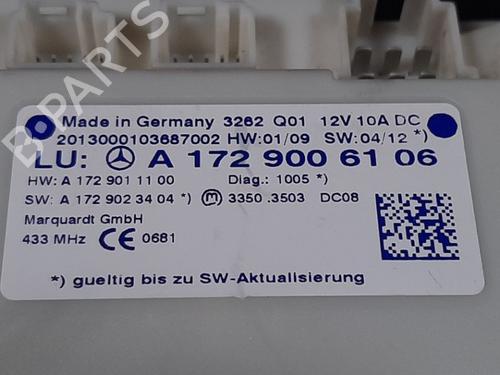 Made in Germany 3262 Q01 12V 10A DC
2013000103687002 HW:01/09 SW:04/12 *)
LU: A 172 900 61 06
HW: A 172 901 11 00 Diag.: 1005 *)
SW: A 172 902 34 04 *) m 3350 .3503 DC08
Marquardt GmbH
433 MHz CE 0681
*) gueltig bis zu SW-Aktualisierung
B-PARTS